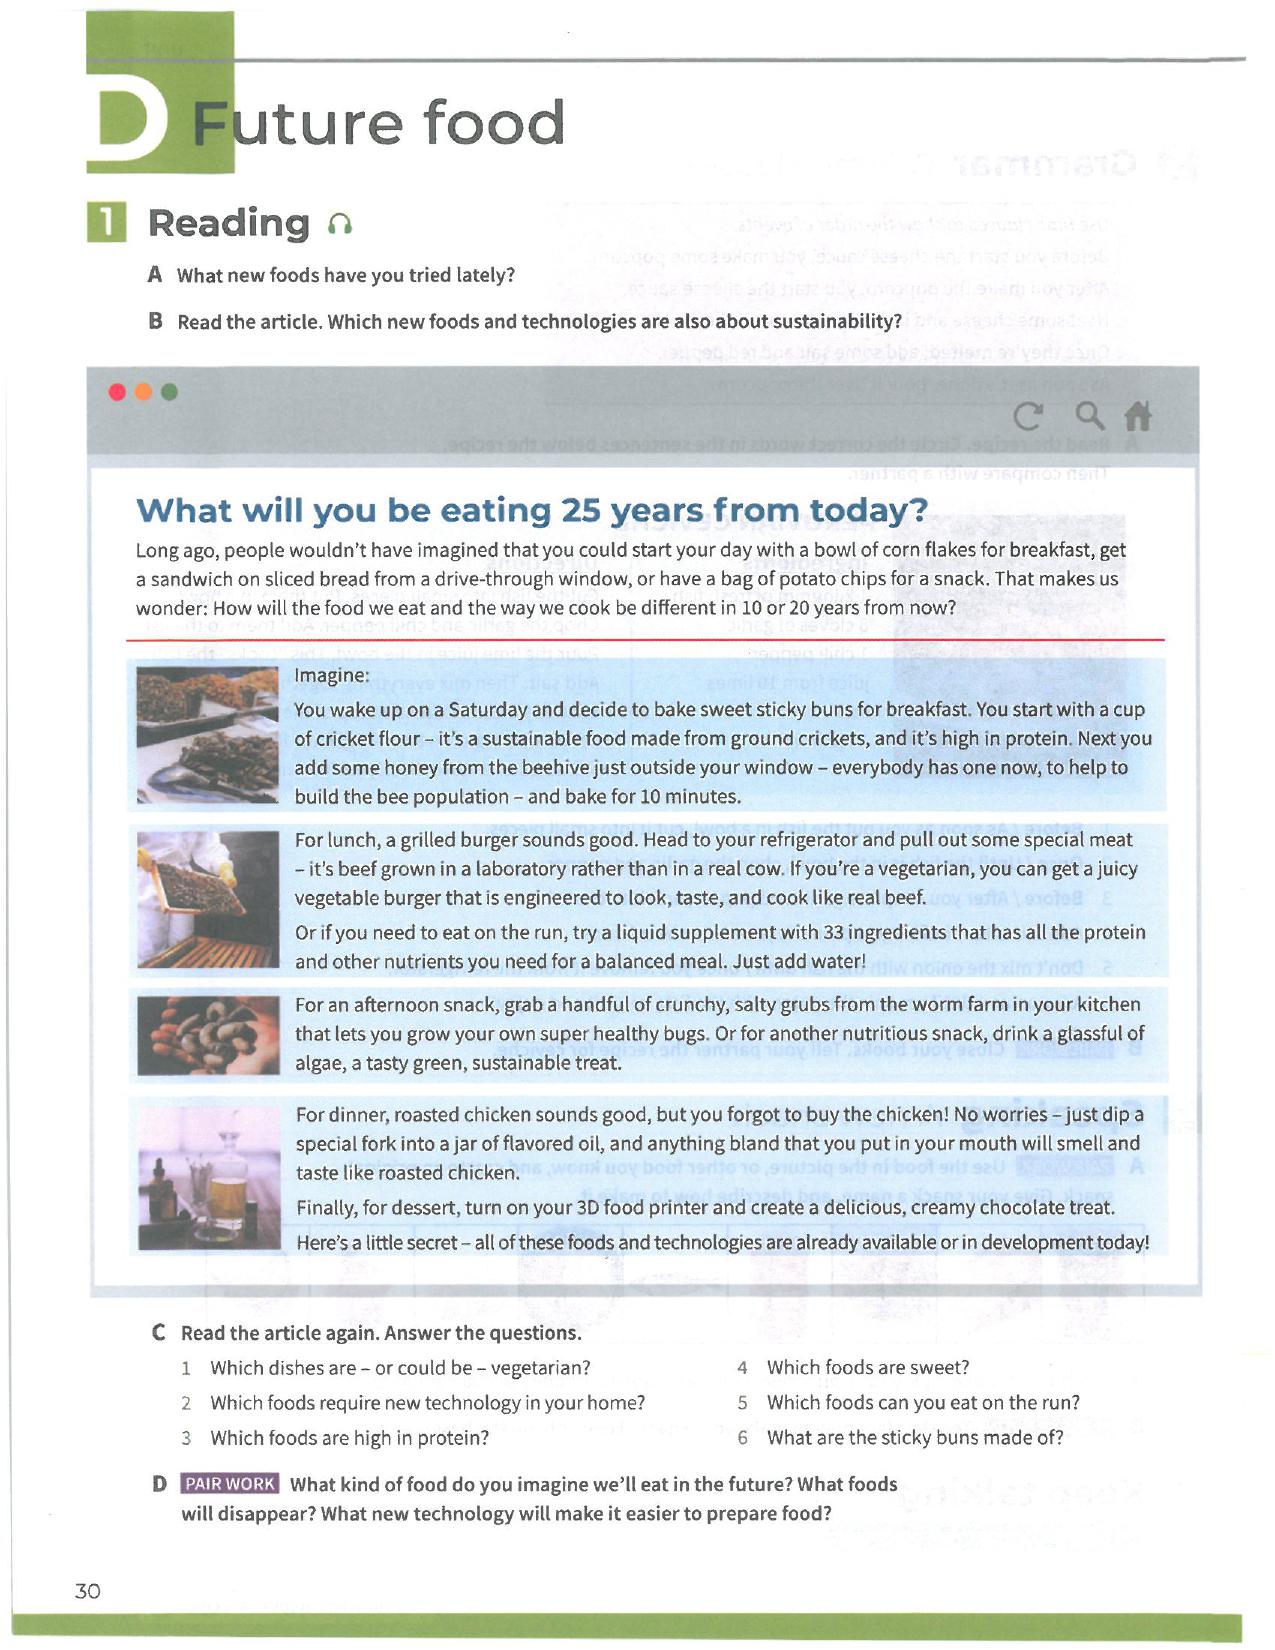 D Future food
1 Reading
A What new foods have you tried lately?
B Read the article. Which new foods and technologies are also about sustainability?
What will you be eating 25 years from today?
Long ago, people wouldn't have imagined that you could start your day with a bowl of corn flakes for breakfast, get
a sandwich on sliced bread from a drive-through window, or have a bag of potato chips for a snack. That makes us
wonder: How will the food we eat and the way we cook be different in 10 or 20 years from now?
Imagine:
You wake up on a Saturday and decide to bake sweet sticky buns for breakfast. You start with a cup
of cricket flour – it's a sustainable food made from ground crickets, and it's high in protein. Next you
add some honey from the beehive just outside your window – everybody has one now, to help to
build the bee population – and bake for 10 minutes.
For lunch, a grilled burger sounds good. Head to your refrigerator and pull out some special meat
– it's beef grown in a laboratory rather than in a real cow. If you're a vegetarian, you can get a juicy
vegetable burger that is engineered to look, taste, and cook like real beef.
Or if you need to eat on the run, try a liquid supplement with 33 ingredients that has all the protein
and other nutrients you need for a balanced meal. Just add water!
For an afternoon snack, grab a handful of crunchy, salty grubs from the worm farm in your kitchen
that lets you grow your own super healthy bugs. Or for another nutritious snack, drink a glassful of
algae, a tasty green, sustainable treat.
For dinner, roasted chicken sounds good, but you forgot to buy the chicken! No worries – just dip a
special fork into a jar of flavored oil, and anything bland that you put in your mouth will smell and
taste like roasted chicken.
Finally, for dessert, turn on your 3D food printer and create a delicious, creamy chocolate treat.
Here's a little secret – all of these foods and technologies are already available or in development today!
C Read the article again. Answer the questions.
1 Which dishes are – or could be – vegetarian?
2 Which foods require new technology in your home?
3 Which foods are high in protein?
4 Which foods are sweet?
5 Which foods can you eat on the run?
6 What are the sticky buns made of?
D PAIR WORK What kind of food do you imagine we'll eat in the future? What foods
will disappear? What new technology will make it easier to prepare food?
30